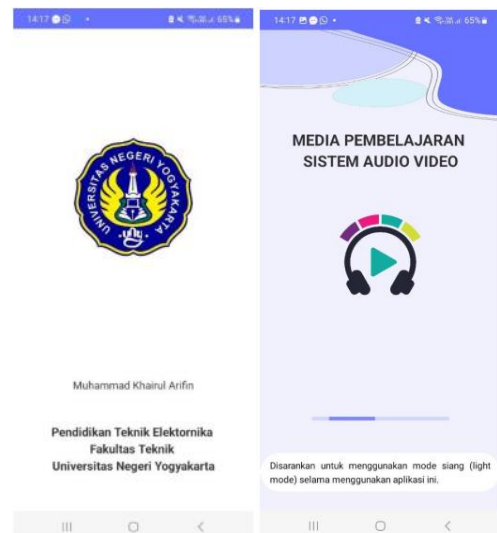 14:17
65%
UNIVERSITAS NEGERI YOGYAKARTA
Muhammad Khairul Arifin
Pendidikan Teknik Elektornika
Fakultas Teknik
Universitas Negeri Yogyakarta
14:17
65%
MEDIA PEMBELAJARAN
SISTEM AUDIO VIDEO
Disarankan untuk menggunakan mode siang (light
mode) selama menggunakan aplikasi ini.